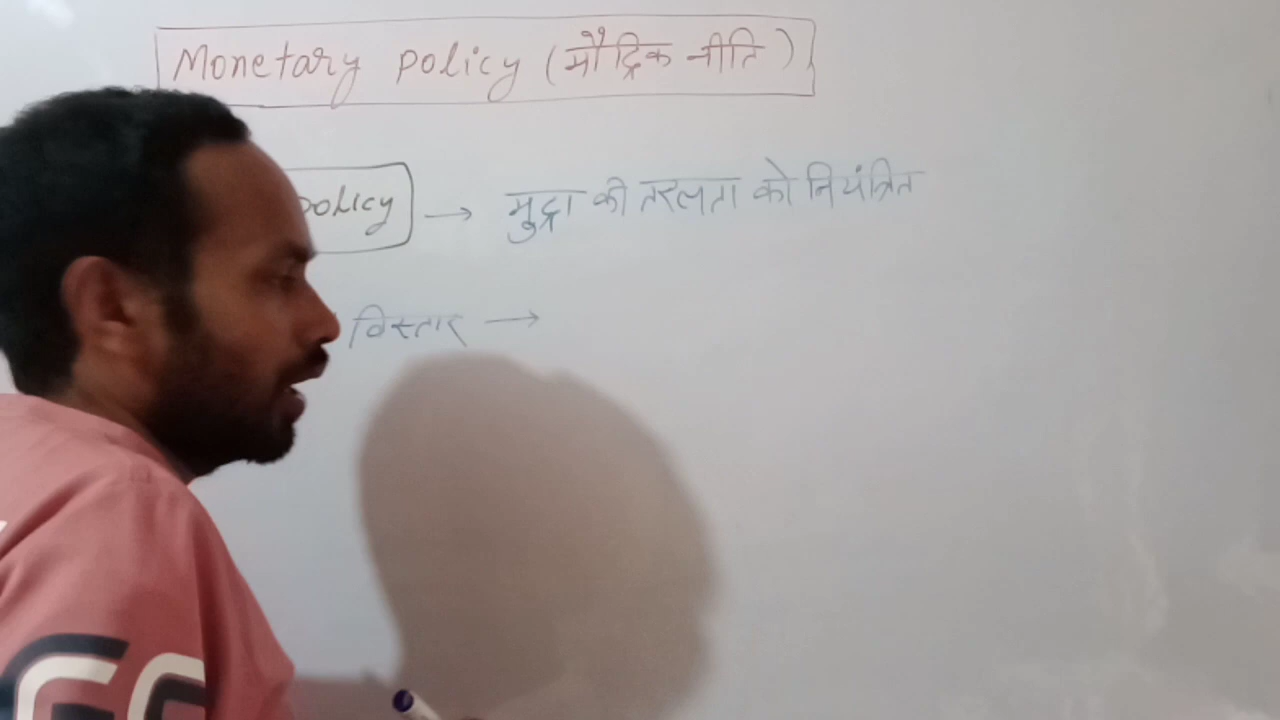 Monetary policy (मौद्रिक नीति)
policy → मुद्रा की तरलता को नियंत्रित
विस्तार →